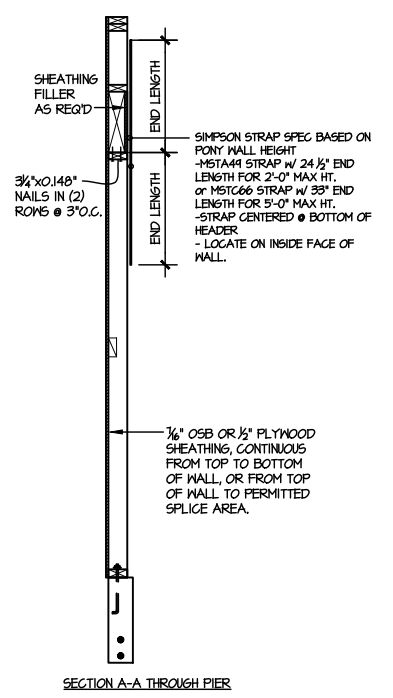 SHEATHING
FILLER
AS REQ'D
END LENGTH
SIMPSON STRAP SPEC BASED ON
PONY WALL HEIGHT
-MSTA49 STRAP w/ 24 ½" END
LENGTH FOR 2'-0" MAX HT.
or MSTC66 STRAP w/ 33" END
LENGTH FOR 5'-0" MAX HT.
-STRAP CENTERED @ BOTTOM OF
HEADER
- LOCATE ON INSIDE FACE OF
WALL.
3¼"x0.148"
NAILS IN (2)
ROWS @ 3"O.C.
END LENGTH
7/16" OSB OR ½" PLYWOOD
SHEATHING, CONTINUOUS
FROM TOP TO BOTTOM
OF WALL, OR FROM TOP
OF WALL TO PERMITTED
SPLICE AREA.
SECTION A-A THROUGH PIER